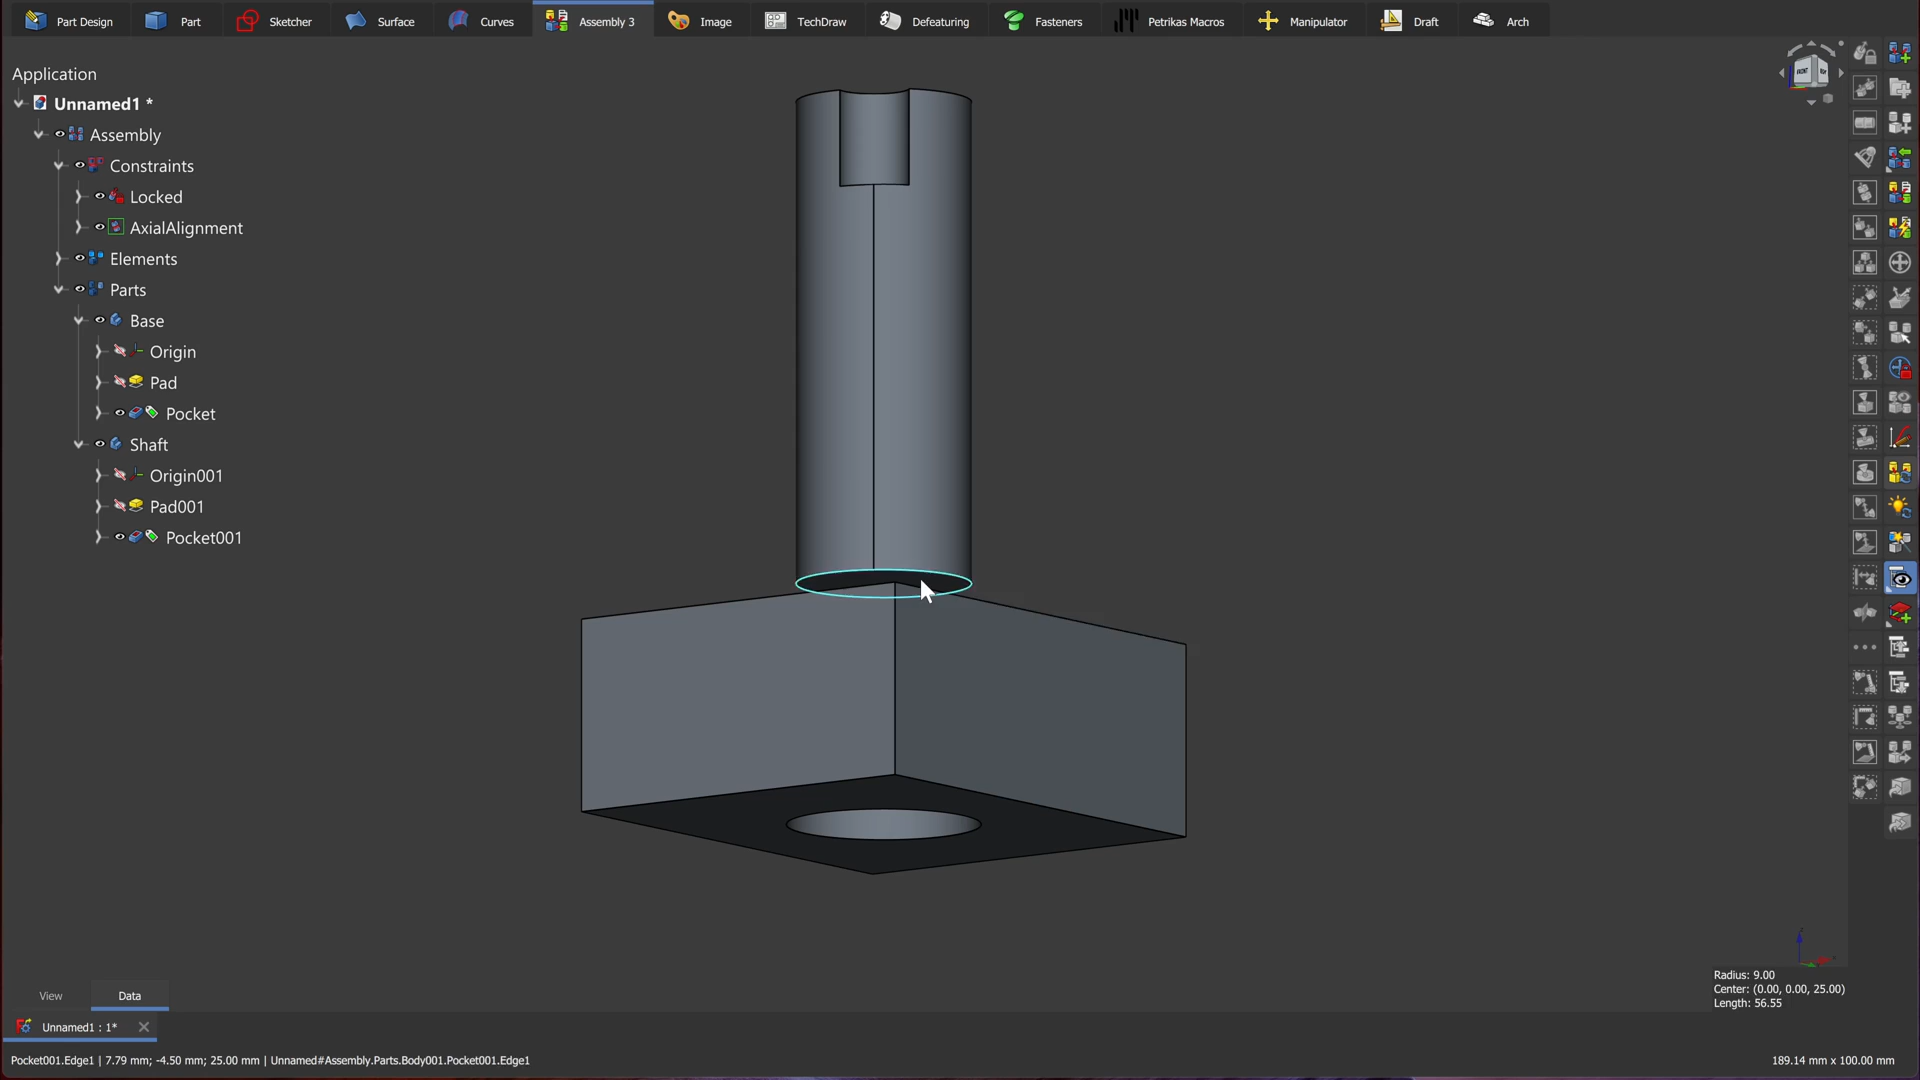 Part Design Part Sketcher Surface Curves Assembly 3 Image TechDraw Defeaturing Fasteners Petrikas Macros Manipulator Draft Arch
Application
Unnamed1 *
Assembly
Constraints
Locked
AxialAlignment
Elements
Parts
Base
Origin
Pad
Pocket
Shaft
Origin001
Pad001
Pocket001
FRONT
Radius: 9.00
Center: (0.00, 0.00, 25.00)
Length: 56.55
View Data
Unnamed1 : 1*
Pocket001.Edge1 | 7.79 mm; -4.50 mm; 25.00 mm | Unnamed#Assembly.Parts.Body001.Pocket001.Edge1
189.14 mm x 100.00 mm